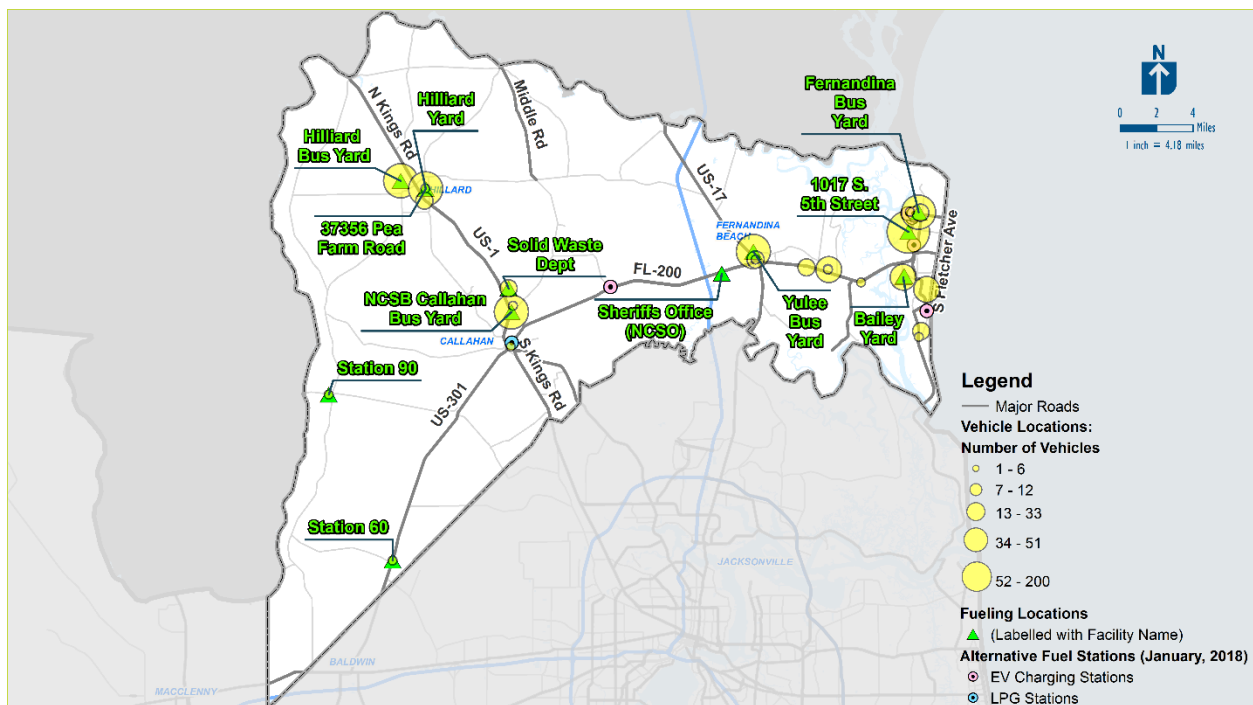 N
0 2 4
Miles
1 inch = 4.18 miles
Fernandina
Bus
Yard
Hilliard
Yard
N Kings Rd
Middle Rd
Hilliard
Bus Yard
HILLIARD
37356 Pea
Farm Road
US-17
1017 S.
5th Street
FERNANDINA
BEACH
S Fletcher Ave
US-1
Solid Waste
Dept
FL-200
NCSB Callahan
Bus Yard
Sheriffs Office
(NCSO)
Yulee
Bus
Yard
Bailey
Yard
CALLAHAN
S Kings Rd
Station 90
US-301
Station 60
JACKSONVILLE
BALDWIN
MACCLENNY
Legend
Major Roads
Vehicle Locations:
Number of Vehicles
1 - 6
7 - 12
13 - 33
34 - 51
52 - 200
Fueling Locations
(Labelled with Facility Name)
Alternative Fuel Stations (January, 2018)
EV Charging Stations
LPG Stations